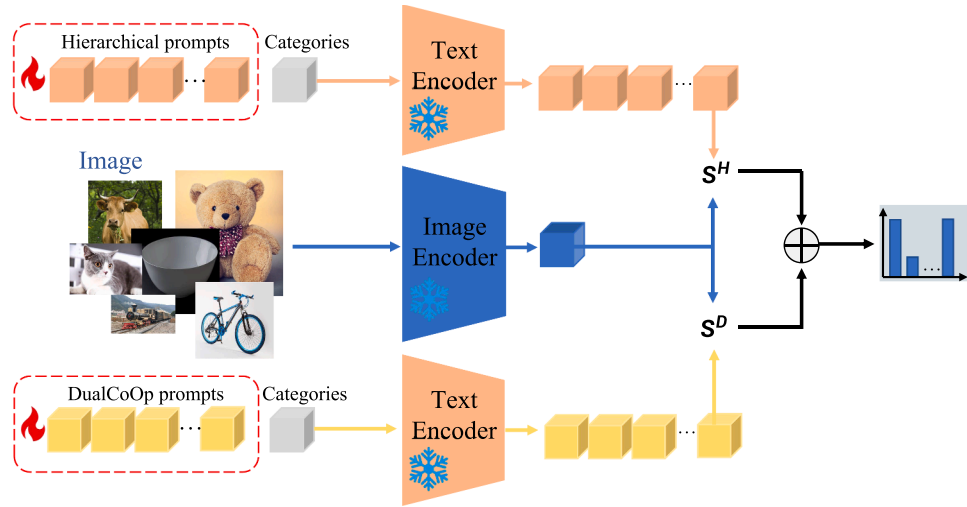 Hierarchical prompts
Categories
...
Text
Encoder
...
Image
S^H
Image
Encoder
S^D
...
DualCoOp prompts
Categories
...
Text
Encoder
...